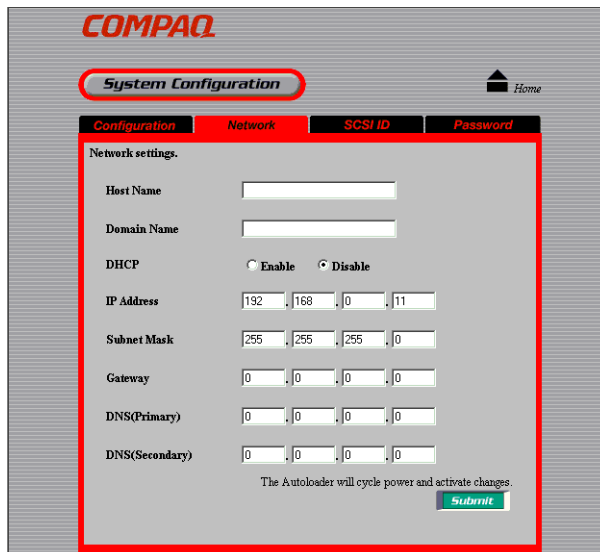 COMPAQ
System Configuration
Home
Configuration Network SCSI ID Password
Network settings.
Host Name
Domain Name
DHCP Enable Disable
IP Address 192 . 168 . 0 . 11
Subnet Mask 255 . 255 . 255 . 0
Gateway 0 . 0 . 0 . 0
DNS(Primary) 0 . 0 . 0 . 0
DNS(Secondary) 0 . 0 . 0 . 0
The Autoloader will cycle power and activate changes.
Submit